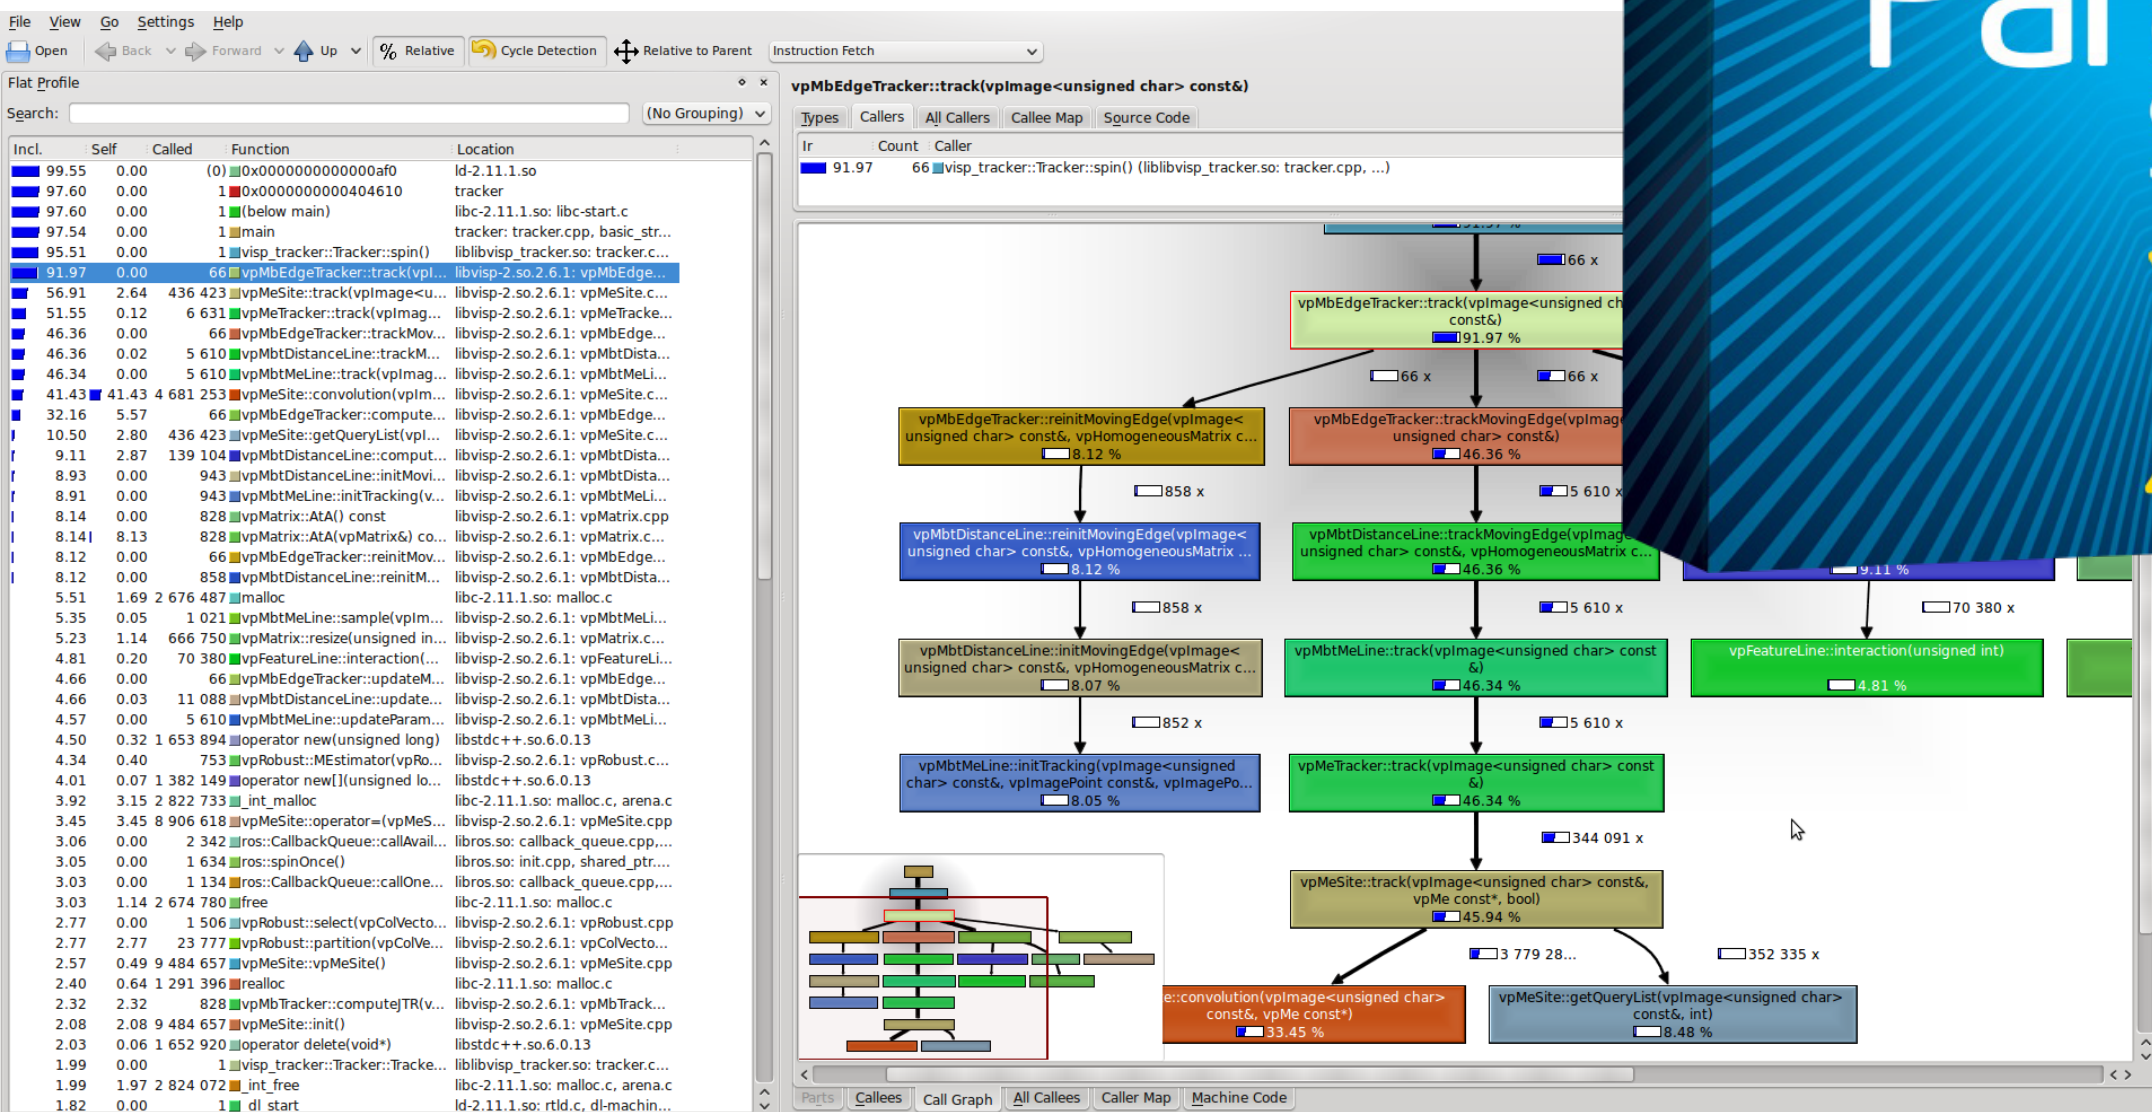 File View Go Settings Help
Open Back Forward Up % Relative Cycle Detection Relative to Parent Instruction Fetch
Flat Profile
Search: (No Grouping)
Incl. Self Called Function Location
99.55 0.00 (0) 0x0000000000000af0 ld-2.11.1.so
97.60 0.00 1 0x0000000000404610 tracker
97.60 0.00 1 (below main) libc-2.11.1.so: libc-start.c
97.54 0.00 1 main tracker: tracker.cpp, basic_str...
95.51 0.00 1 visp_tracker::Tracker::spin() liblibvisp_tracker.so: tracker.c...
91.97 0.00 66 vpMbEdgeTracker::track(vpI... libvisp-2.so.2.6.1: vpMbEdge...
56.91 2.64 436 423 vpMeSite::track(vpImage<u... libvisp-2.so.2.6.1: vpMeSite.c...
51.55 0.12 6 631 vpMeTracker::track(vpImag... libvisp-2.so.2.6.1: vpMeTracke...
46.36 0.00 66 vpMbEdgeTracker::trackMov... libvisp-2.so.2.6.1: vpMbEdge...
46.36 0.02 5 610 vpMbtDistanceLine::trackM... libvisp-2.so.2.6.1: vpMbtDista...
46.34 0.00 5 610 vpMbtMeLine::track(vpImag... libvisp-2.so.2.6.1: vpMbtMeLi...
41.43 41.43 4 681 253 vpMeSite::convolution(vpIm... libvisp-2.so.2.6.1: vpMeSite.c...
32.16 5.57 66 vpMbEdgeTracker::compute... libvisp-2.so.2.6.1: vpMbEdge...
10.50 2.80 436 423 vpMeSite::getQueryList(vpI... libvisp-2.so.2.6.1: vpMeSite.c...
9.11 2.87 139 104 vpMbtDistanceLine::comput... libvisp-2.so.2.6.1: vpMbtDista...
8.93 0.00 943 vpMbtDistanceLine::initMovi... libvisp-2.so.2.6.1: vpMbtDista...
8.91 0.00 943 vpMbtMeLine::initTracking(v... libvisp-2.so.2.6.1: vpMbtMeLi...
8.14 0.00 828 vpMatrix::AtA() const libvisp-2.so.2.6.1: vpMatrix.cpp
8.14 8.13 828 vpMatrix::AtA(vpMatrix&) co... libvisp-2.so.2.6.1: vpMatrix.c...
8.12 0.00 66 vpMbEdgeTracker::reinitMov... libvisp-2.so.2.6.1: vpMbEdge...
8.12 0.00 858 vpMbtDistanceLine::reinitM... libvisp-2.so.2.6.1: vpMbtDista...
5.51 1.69 2 676 487 malloc libc-2.11.1.so: malloc.c
5.35 0.05 1 021 vpMbtMeLine::sample(vpIm... libvisp-2.so.2.6.1: vpMbtMeLi...
5.23 1.14 666 750 vpMatrix::resize(unsigned in... libvisp-2.so.2.6.1: vpMatrix.c...
4.81 0.20 70 380 vpFeatureLine::interaction(... libvisp-2.so.2.6.1: vpFeatureLi...
4.66 0.00 66 vpMbEdgeTracker::updateM... libvisp-2.so.2.6.1: vpMbEdge...
4.66 0.03 11 088 vpMbtDistanceLine::update... libvisp-2.so.2.6.1: vpMbtDista...
4.57 0.00 5 610 vpMbtMeLine::updateParam... libvisp-2.so.2.6.1: vpMbtMeLi...
4.50 0.32 1 653 894 operator new(unsigned long) libstdc++.so.6.0.13
4.34 0.40 753 vpRobust::MEstimator(vpRo... libvisp-2.so.2.6.1: vpRobust.c...
4.01 0.07 1 382 149 operator new[](unsigned lo... libstdc++.so.6.0.13
3.92 3.15 2 822 733 _int_malloc libc-2.11.1.so: malloc.c, arena.c
3.45 3.45 8 906 618 vpMeSite::operator=(vpMeS... libvisp-2.so.2.6.1: vpMeSite.cpp
3.06 0.00 2 342 ros::CallbackQueue::callAvail... libros.so: callback_queue.cpp,...
3.05 0.00 1 634 ros::spinOnce() libros.so: init.cpp, shared_ptr....
3.03 0.00 1 134 ros::CallbackQueue::callOne... libros.so: callback_queue.cpp,...
3.03 1.14 2 674 780 free libc-2.11.1.so: malloc.c
2.77 0.00 1 506 vpRobust::select(vpColVecto... libvisp-2.so.2.6.1: vpRobust.cpp
2.77 2.77 23 777 vpRobust::partition(vpColVe... libvisp-2.so.2.6.1: vpColVecto...
2.57 0.49 9 484 657 vpMeSite::vpMeSite() libvisp-2.so.2.6.1: vpMeSite.cpp
2.40 0.64 1 291 396 realloc libc-2.11.1.so: malloc.c
2.32 2.32 828 vpMbTracker::computeJTR(v... libvisp-2.so.2.6.1: vpMbTrack...
2.08 2.08 9 484 657 vpMeSite::init() libvisp-2.so.2.6.1: vpMeSite.cpp
2.03 0.06 1 652 920 operator delete(void*) libstdc++.so.6.0.13
1.99 0.00 1 visp_tracker::Tracker::Tracke... liblibvisp_tracker.so: tracker.c...
1.99 1.97 2 824 072 _int_free libc-2.11.1.so: malloc.c, arena.c
1.82 0.00 1 _dl_start ld-2.11.1.so: rtld.c, dl-machin...
vpMbEdgeTracker::track(vpImage<unsigned char> const&)
Types Callers All Callers Callee Map Source Code
Ir Count Caller
91.97 66 visp_tracker::Tracker::spin() (liblibvisp_tracker.so: tracker.cpp, ...)
66 x
vpMbEdgeTracker::track(vpImage<unsigned ch
const&)
91.97 %
66 x 66 x
vpMbEdgeTracker::reinitMovingEdge(vpImage<
unsigned char> const&, vpHomogeneousMatrix c...
8.12 %
vpMbEdgeTracker::trackMovingEdge(vpImage
unsigned char> const&)
46.36 %
858 x 5 610 x
vpMbtDistanceLine::reinitMovingEdge(vpImage<
unsigned char> const&, vpHomogeneousMatrix ...
8.12 %
vpMbtDistanceLine::trackMovingEdge(vpImage
unsigned char> const&, vpHomogeneousMatrix c...
46.36 %
9.11 %
858 x 5 610 x 70 380 x
vpMbtDistanceLine::initMovingEdge(vpImage<
unsigned char> const&, vpHomogeneousMatrix c...
8.07 %
vpMbtMeLine::track(vpImage<unsigned char> const
&)
46.34 %
vpFeatureLine::interaction(unsigned int)
4.81 %
852 x 5 610 x
vpMbtMeLine::initTracking(vpImage<unsigned
char> const&, vpImagePoint const&, vpImagePo...
8.05 %
vpMeTracker::track(vpImage<unsigned char> const
&)
46.34 %
344 091 x
vpMeSite::track(vpImage<unsigned char> const&,
vpMe const*, bool)
45.94 %
3 779 28... 352 335 x
e::convolution(vpImage<unsigned char>
const&, vpMe const*)
33.45 %
vpMeSite::getQueryList(vpImage<unsigned char>
const&, int)
8.48 %
Parts Callees Call Graph All Callees Caller Map Machine Code
Par